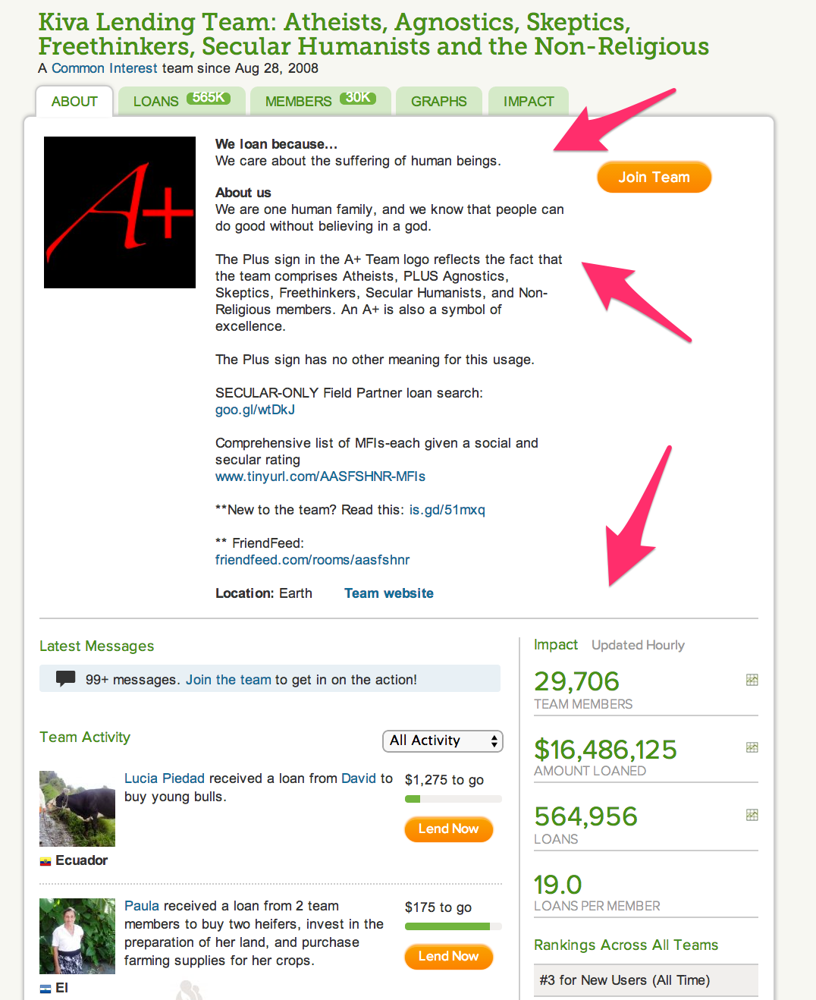 Kiva Lending Team: Atheists, Agnostics, Skeptics,
Freethinkers, Secular Humanists and the Non-Religious
A Common Interest team since Aug 28, 2008
ABOUT
LOANS 565K
MEMBERS 30K
GRAPHS
IMPACT
A+
We loan because...
We care about the suffering of human beings.
Join Team
About us
We are one human family, and we know that people can
do good without believing in a god.
The Plus sign in the A+ Team logo reflects the fact that
the team comprises Atheists, PLUS Agnostics,
Skeptics, Freethinkers, Secular Humanists, and Non-
Religious members. An A+ is also a symbol of
excellence.
The Plus sign has no other meaning for this usage.
SECULAR-ONLY Field Partner loan search:
goo.gl/wtDkJ
Comprehensive list of MFIs-each given a social and
secular rating
www.tinyurl.com/AASFSHNR-MFIs
**New to the team? Read this: is.gd/51mxq
** FriendFeed:
friendfeed.com/rooms/aasfshnr
Location: Earth Team website
Latest Messages
99+ messages. Join the team to get in on the action!
Team Activity
All Activity
Lucia Piedad received a loan from David to
buy young bulls.
$1,275 to go
Lend Now
Ecuador
Paula received a loan from 2 team
members to buy two heifers, invest in the
preparation of her land, and purchase
farming supplies for her crops.
$175 to go
Lend Now
El
Impact Updated Hourly
29,706
TEAM MEMBERS
$16,486,125
AMOUNT LOANED
564,956
LOANS
19.0
LOANS PER MEMBER
Rankings Across All Teams
#3 for New Users (All Time)